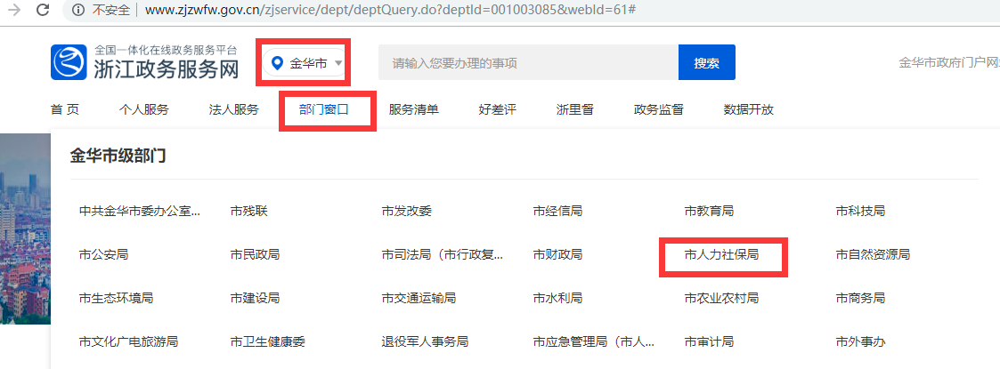 不安全 www.zjzwfw.gov.cn/zjservice/dept/deptQuery.do?deptId=001003085&webId=61#
全国一体化在线政务服务平台
浙江政务服务网
金华市
请输入您要办理的事项
搜索
金华市政府门户网
首 页 个人服务 法人服务 部门窗口 服务清单 好差评 浙里督 政务监督 数据开放
金华市级部门
中共金华市委办公室... 市残联 市发改委 市经信局 市教育局 市科技局
市公安局 市民政局 市司法局（市行政复... 市财政局 市人力社保局 市自然资源局
市生态环境局 市建设局 市交通运输局 市水利局 市农业农村局 市商务局
市文化广电旅游局 市卫生健康委 退役军人事务局 市应急管理局（市人... 市审计局 市外事办